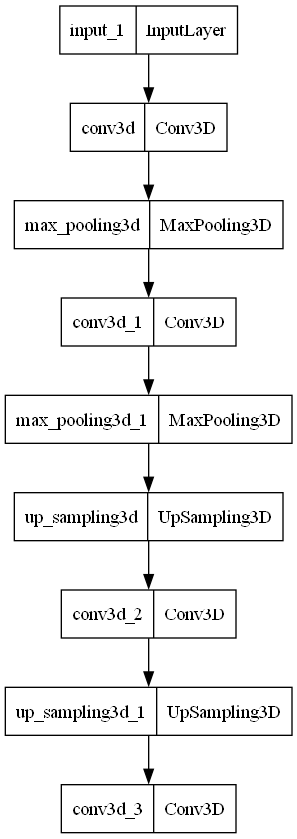 input_1 InputLayer
conv3d Conv3D
max_pooling3d MaxPooling3D
conv3d_1 Conv3D
max_pooling3d_1 MaxPooling3D
up_sampling3d UpSampling3D
conv3d_2 Conv3D
up_sampling3d_1 UpSampling3D
conv3d_3 Conv3D